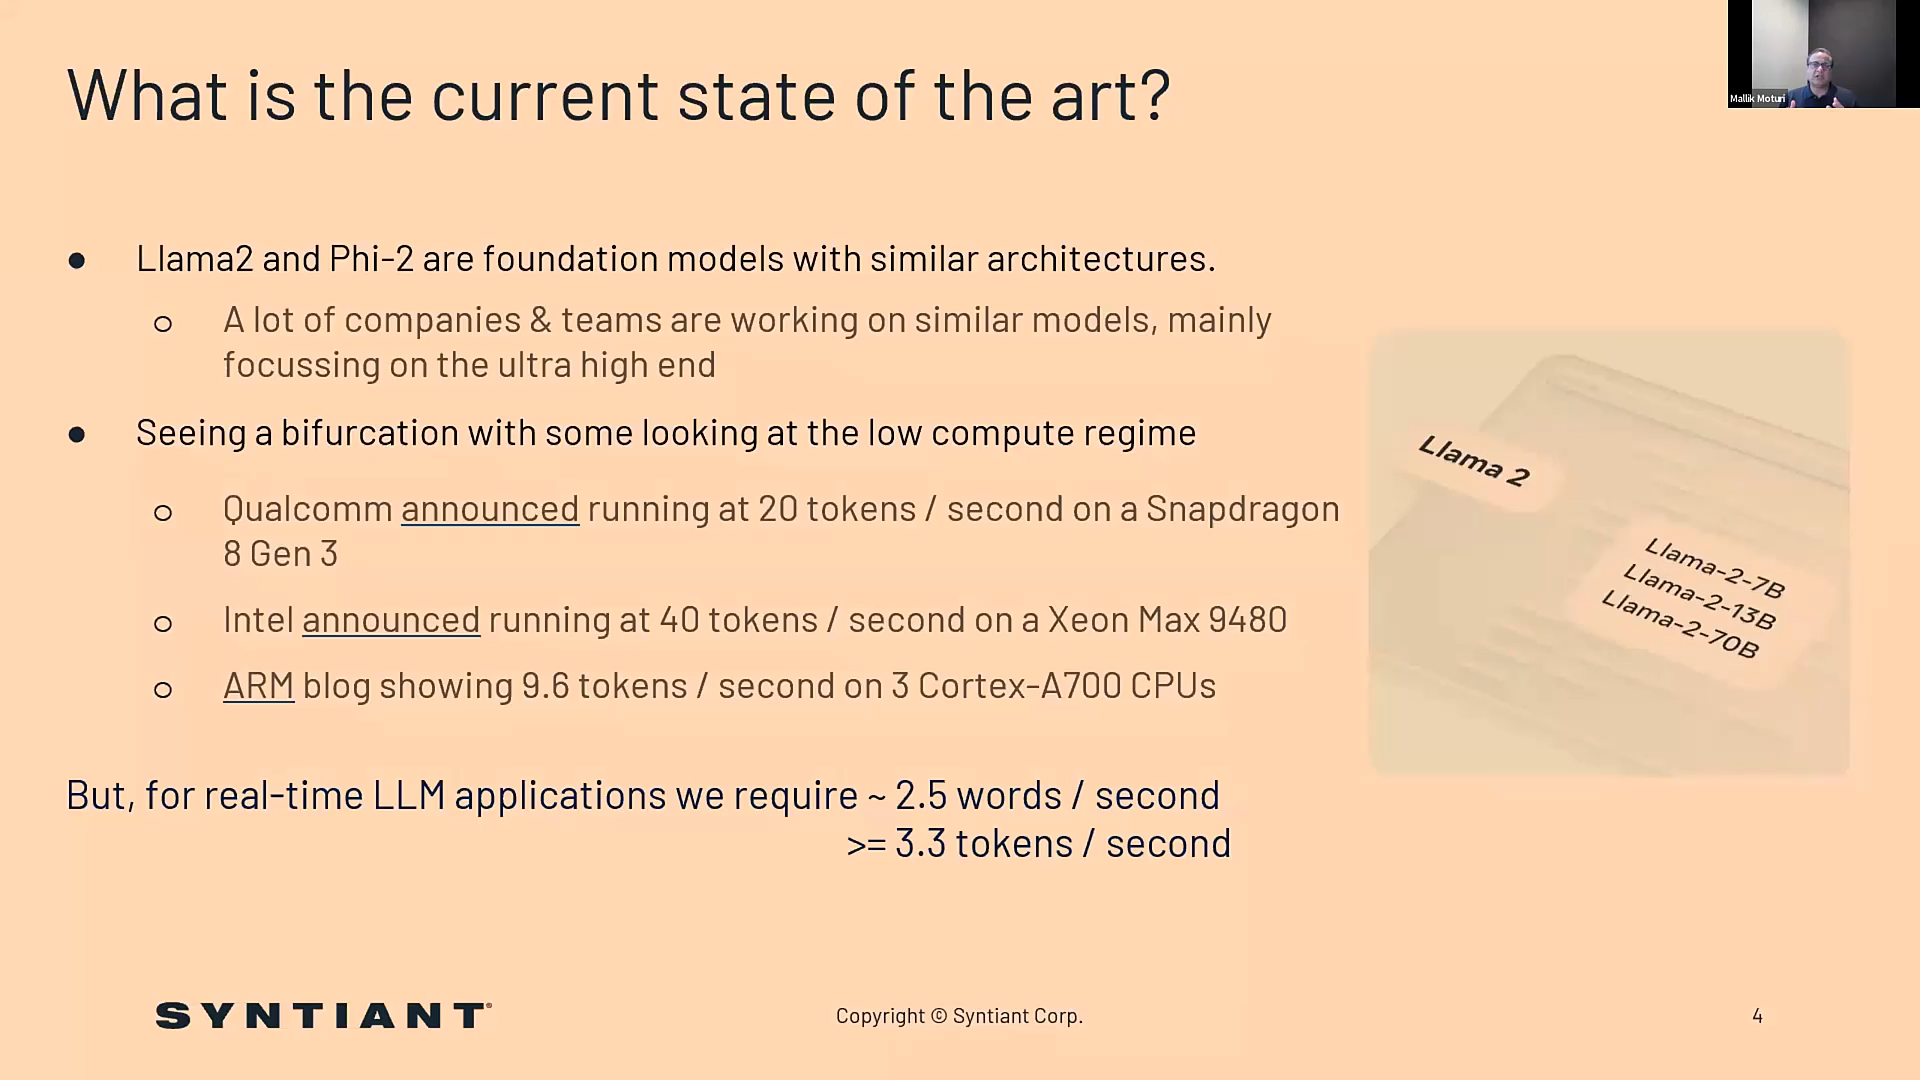 What is the current state of the art?
Mallik Moturi
● Llama2 and Phi-2 are foundation models with similar architectures.
o A lot of companies & teams are working on similar models, mainly
focussing on the ultra high end
● Seeing a bifurcation with some looking at the low compute regime
o Qualcomm announced running at 20 tokens / second on a Snapdragon
8 Gen 3
o Intel announced running at 40 tokens / second on a Xeon Max 9480
o ARM blog showing 9.6 tokens / second on 3 Cortex-A700 CPUs
Llama 2
Llama-2-7B
Llama-2-13B
Llama-2-70B
But, for real-time LLM applications we require ~ 2.5 words / second
>= 3.3 tokens / second
SYNTIANT®
Copyright © Syntiant Corp.
4